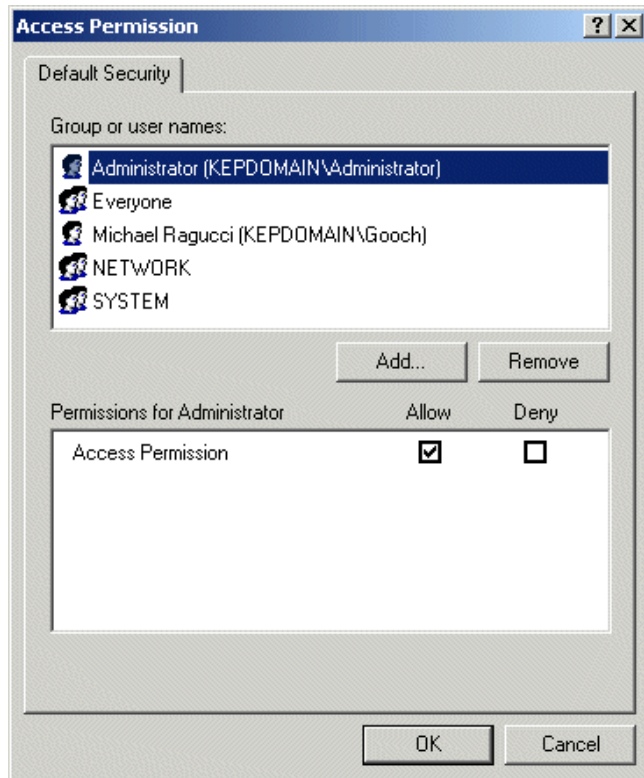 Access Permission
Default Security
Group or user names:
Administrator (KEPDOMAIN\Administrator)
Everyone
Michael Ragucci (KEPDOMAIN\Gooch)
NETWORK
SYSTEM
Add... Remove
Permissions for Administrator Allow Deny
Access Permission
OK Cancel